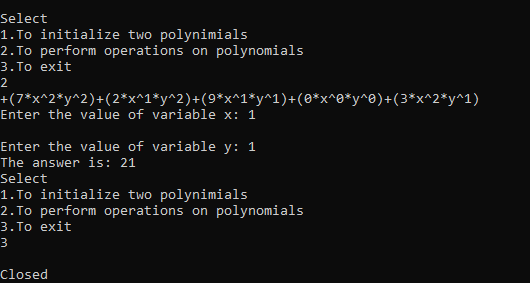 Select
1.To initialize two polynimials
2.To perform operations on polynomials
3.To exit
2
+(7*x^2*y^2)+(2*x^1*y^2)+(9*x^1*y^1)+(0*x^0*y^0)+(3*x^2*y^1)
Enter the value of variable x: 1
Enter the value of variable y: 1
The answer is: 21
Select
1.To initialize two polynimials
2.To perform operations on polynomials
3.To exit
3
Closed